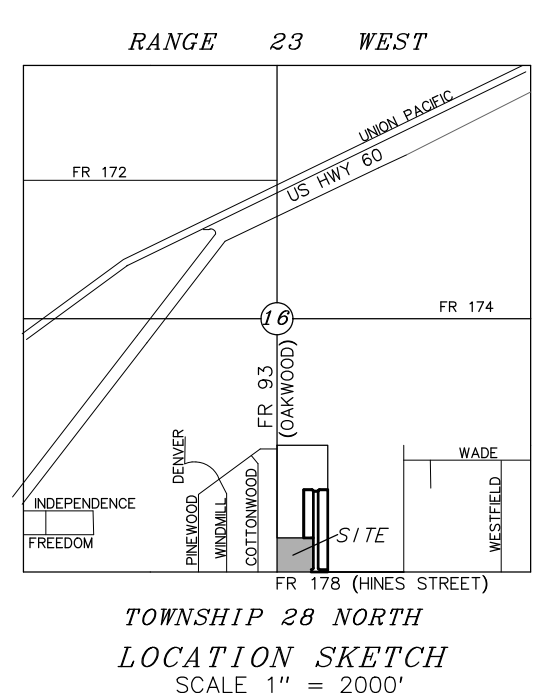 RANGE 23 WEST
UNION PACIFIC
US HWY 60
FR 172
FR 174
16
FR 93
(OAKWOOD)
DENVER
PINEWOOD
WINDMILL
COTTONWOOD
INDEPENDENCE
FREEDOM
WADE
WESTFIELD
SITE
FR 178 (HINES STREET)
TOWNSHIP 28 NORTH
LOCATION SKETCH
SCALE 1" = 2000'